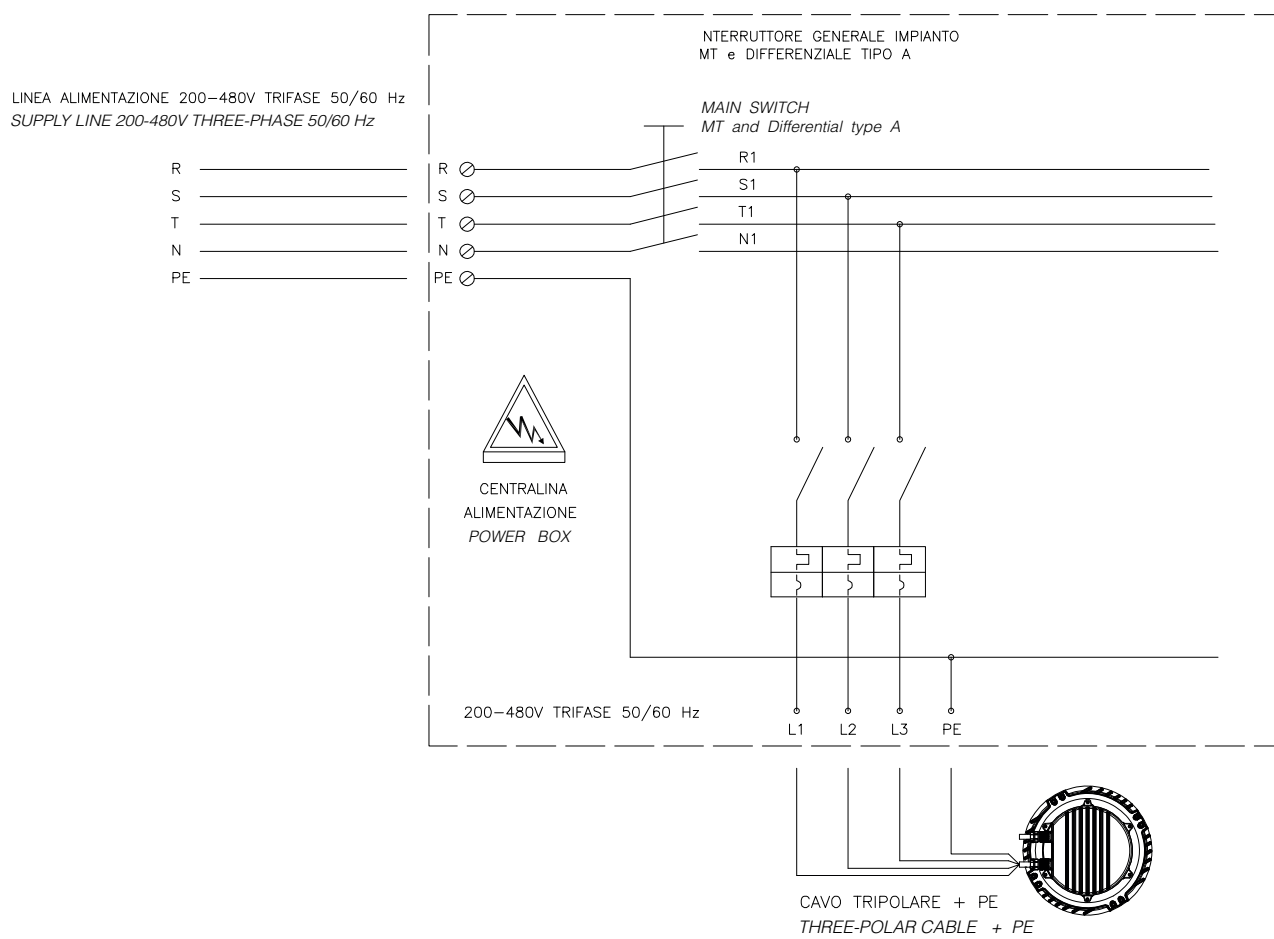 NTERRUTTORE GENERALE IMPIANTO
MT e DIFFERENZIALE TIPO A
LINEA ALIMENTAZIONE 200-480V TRIFASE 50/60 Hz
SUPPLY LINE 200-480V THREE-PHASE 50/60 Hz
MAIN SWITCH
MT and Differential type A
R R R1
S S S1
T T T1
N N N1
PE PE
CENTRALINA
ALIMENTAZIONE
POWER BOX
200-480V TRIFASE 50/60 Hz
L1 L2 L3 PE
CAVO TRIPOLARE + PE
THREE-POLAR CABLE + PE